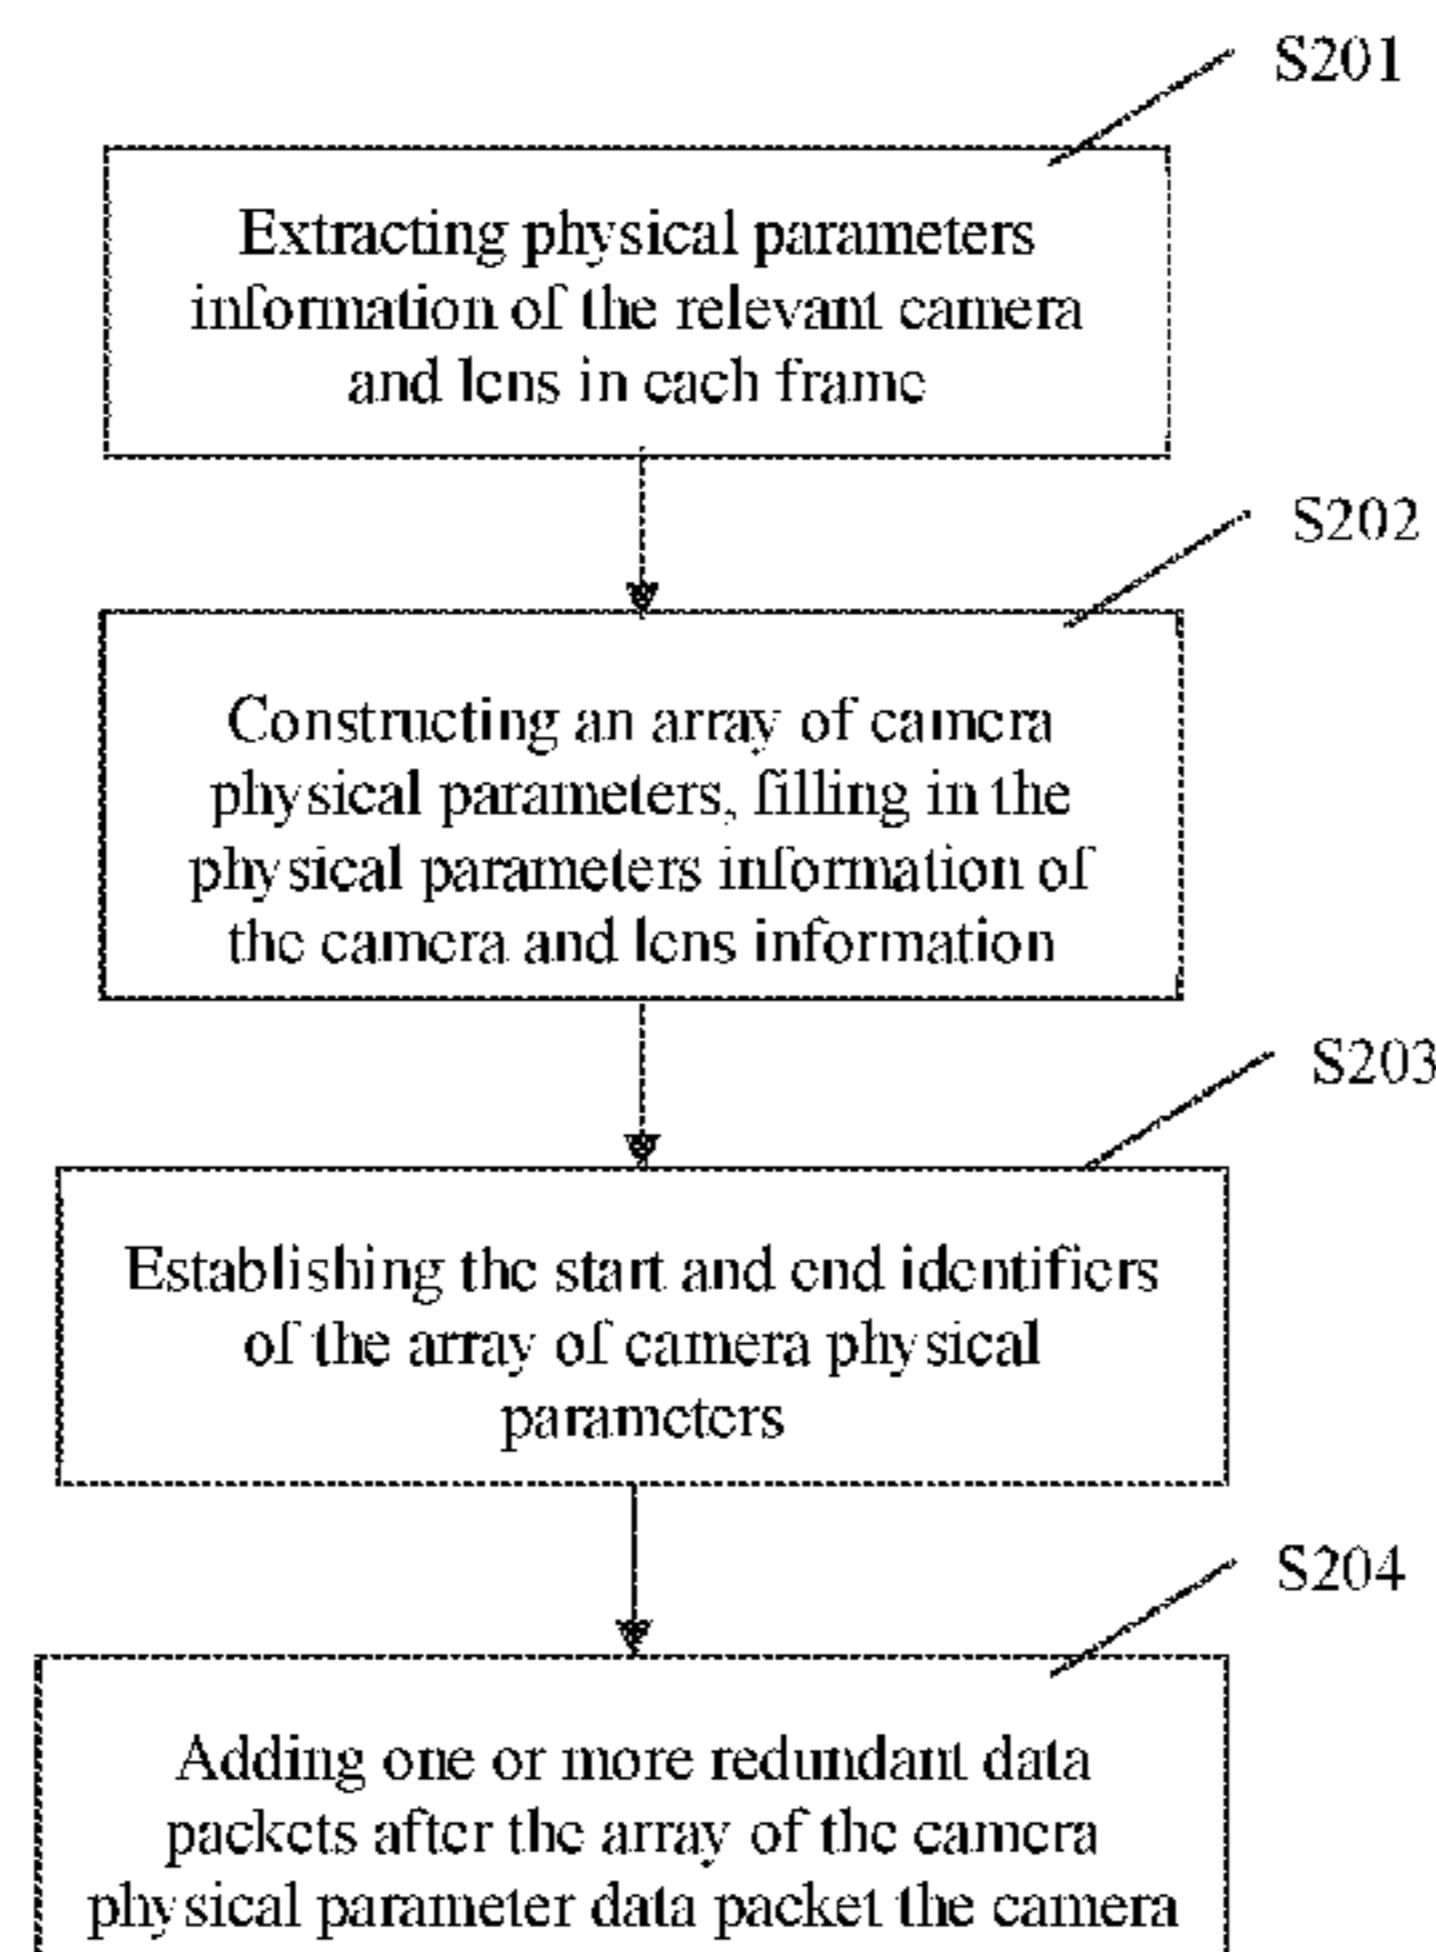 S201
Extracting physical parameters
information of the relevant camera
and lens in each frame
S202
Constructing an array of camera
physical parameters, filling in the
physical parameters information of
the camera and lens information
S203
Establishing the start and end identifiers
of the array of camera physical
parameters
S204
Adding one or more redundant data
packets after the array of the camera
physical parameter data packet the camera